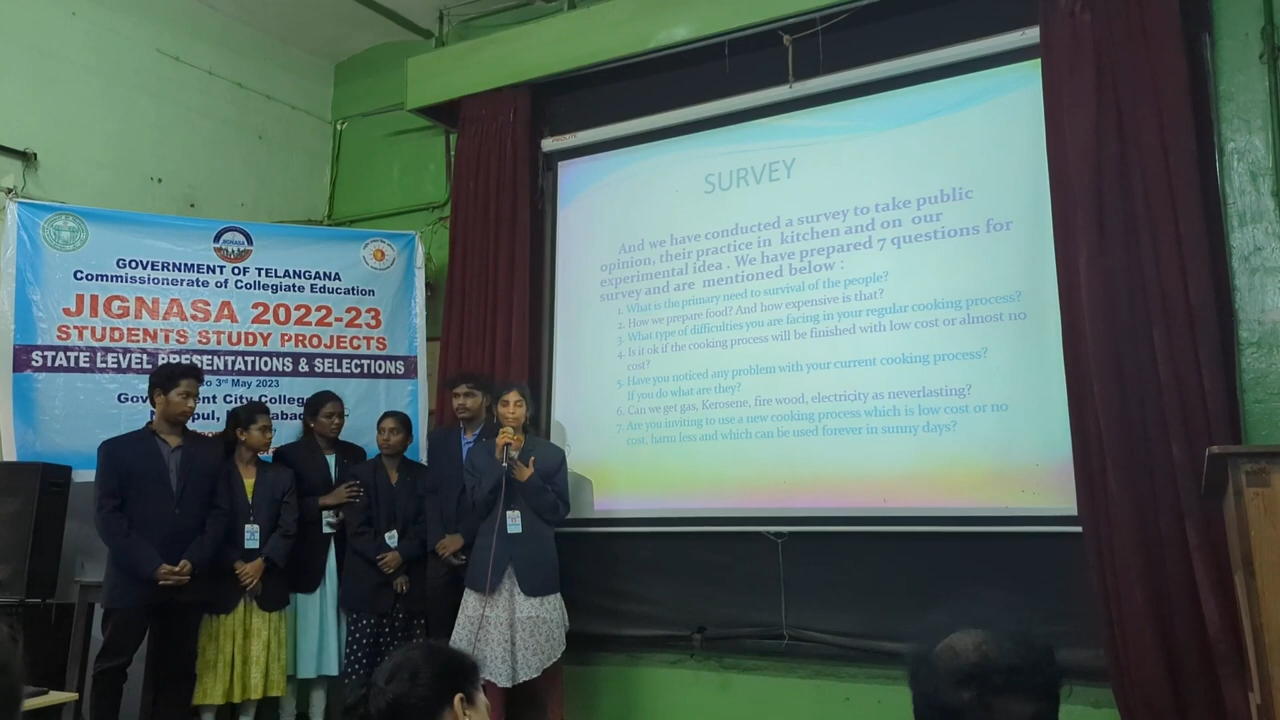 JIGNASA
GOVERNMENT OF TELANGANA
Commissionerate of Collegiate Education
JIGNASA 2022-23
STUDENTS STUDY PROJECTS
STATE LEVEL PRESENTATIONS & SELECTIONS
to 3rd May 2023
City
PROLITE
SURVEY
And we have conducted a survey to take public
opinion, their practice in kitchen and on our
experimental idea . We have prepared 7 questions for
survey and are mentioned below :
1. What is the primary need to survival of the people?
2. How we prepare food? And how expensive is that?
3. What type of difficulties you are facing in your regular cooking process?
4. Is it ok if the cooking process will be finished with low cost or almost no
cost?
5. Have you noticed any problem with your current cooking process?
If you do what are they?
6. Can we get gas, Kerosene, fire wood, electricity as neverlasting?
7. Are you inviting to use a new cooking process which is low cost or no
cost, harm less and which can be used forever in sunny days?